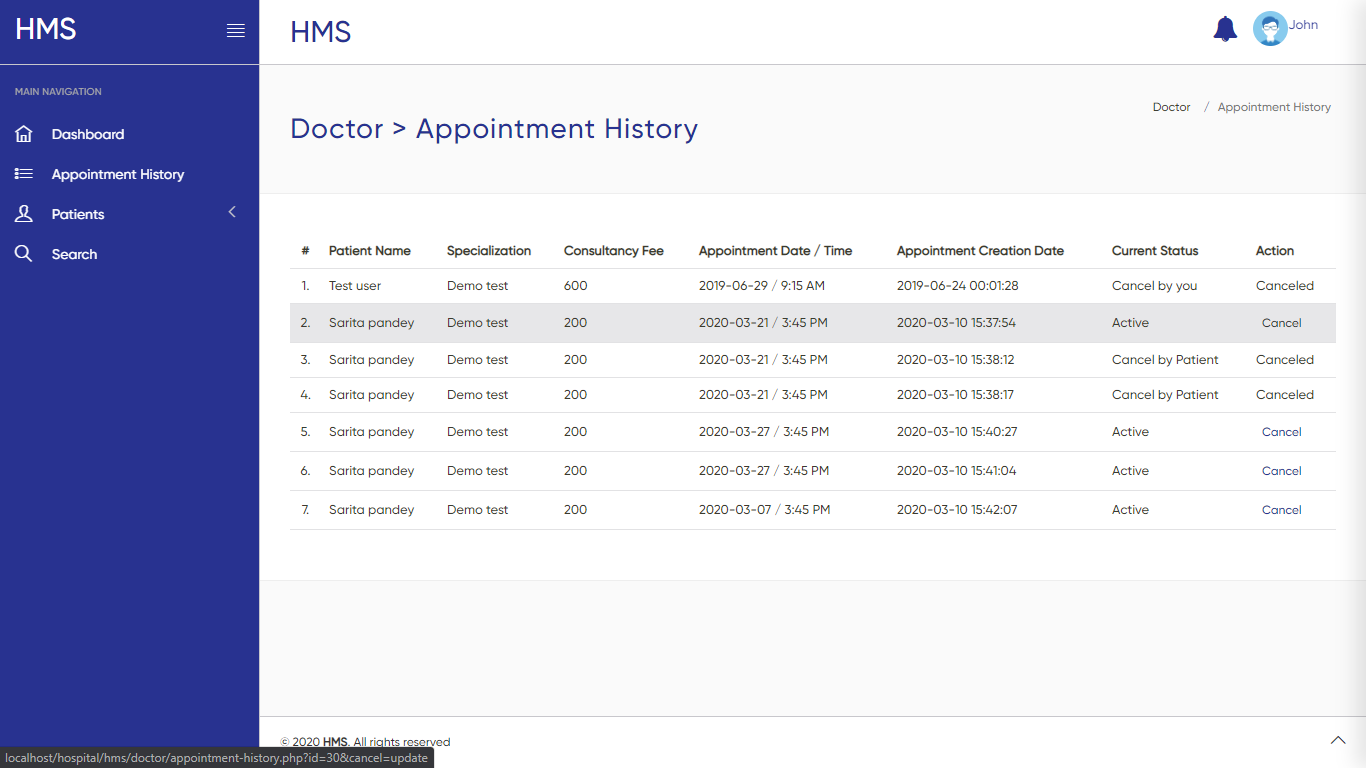 HMS
HMS
John
MAIN NAVIGATION
Dashboard
Appointment History
Patients
Search
Doctor > Appointment History
Doctor / Appointment History
# Patient Name Specialization Consultancy Fee Appointment Date / Time Appointment Creation Date Current Status Action
1. Test user Demo test 600 2019-06-29 / 9:15 AM 2019-06-24 00:01:28 Cancel by you Canceled
2. Sarita pandey Demo test 200 2020-03-21 / 3:45 PM 2020-03-10 15:37:54 Active Cancel
3. Sarita pandey Demo test 200 2020-03-21 / 3:45 PM 2020-03-10 15:38:12 Cancel by Patient Canceled
4. Sarita pandey Demo test 200 2020-03-21 / 3:45 PM 2020-03-10 15:38:17 Cancel by Patient Canceled
5. Sarita pandey Demo test 200 2020-03-27 / 3:45 PM 2020-03-10 15:40:27 Active Cancel
6. Sarita pandey Demo test 200 2020-03-27 / 3:45 PM 2020-03-10 15:41:04 Active Cancel
7. Sarita pandey Demo test 200 2020-03-07 / 3:45 PM 2020-03-10 15:42:07 Active Cancel
© 2020 HMS. All rights reserved
localhost/hospital/hms/doctor/appointment-history.php?id=30&cancel=update